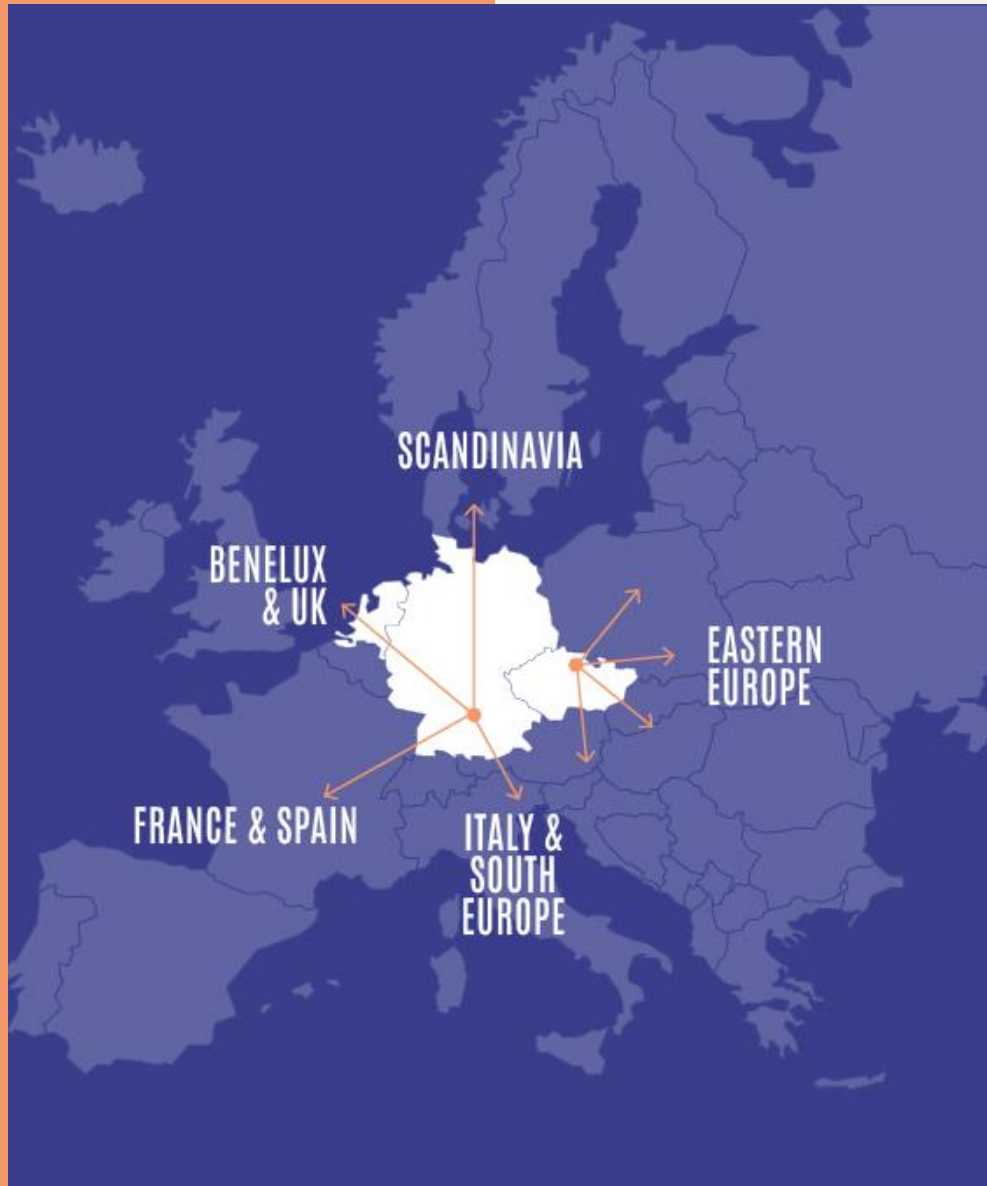 SCANDINAVIA
BENELUX
& UK
EASTERN
EUROPE
FRANCE & SPAIN
ITALY &
SOUTH
EUROPE